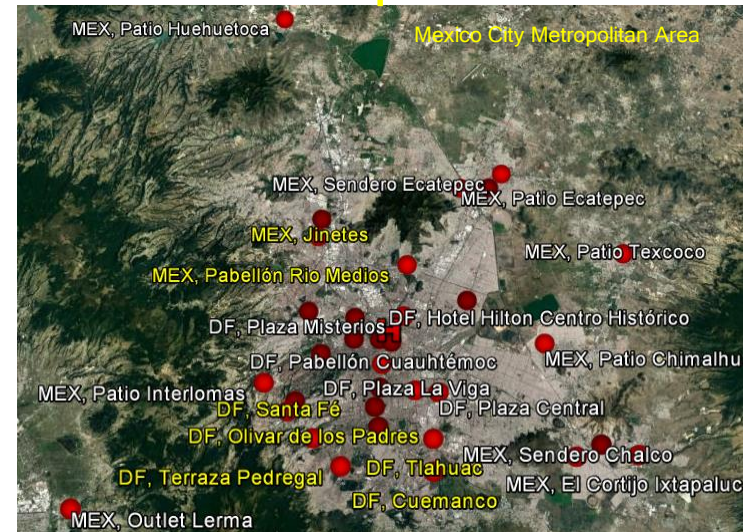 MEX, Patio Huehuetoca
Mexico City Metropolitan Area
MEX, Sendero Ecatepec
MEX, Patio Ecatepec
MEX, Jinetes
MEX, Patio Texcoco
MEX, Pabellón Rio Medios
DF, Hotel Hilton Centro Histórico
DF, Plaza Misterios
DF, Pabellón Cuauhtémoc
MEX, Patio Chimalhu
MEX, Patio Interlomas
DF, Plaza La Viga
DF, Santa Fé
DF, Plaza Central
DF, Olivar de los Padres
MEX, Sendero Chalco
DF, Tlahuac
DF, Terraza Pedregal
MEX, El Cortijo Ixtapaluc
DF, Cuemanco
MEX, Outlet Lerma